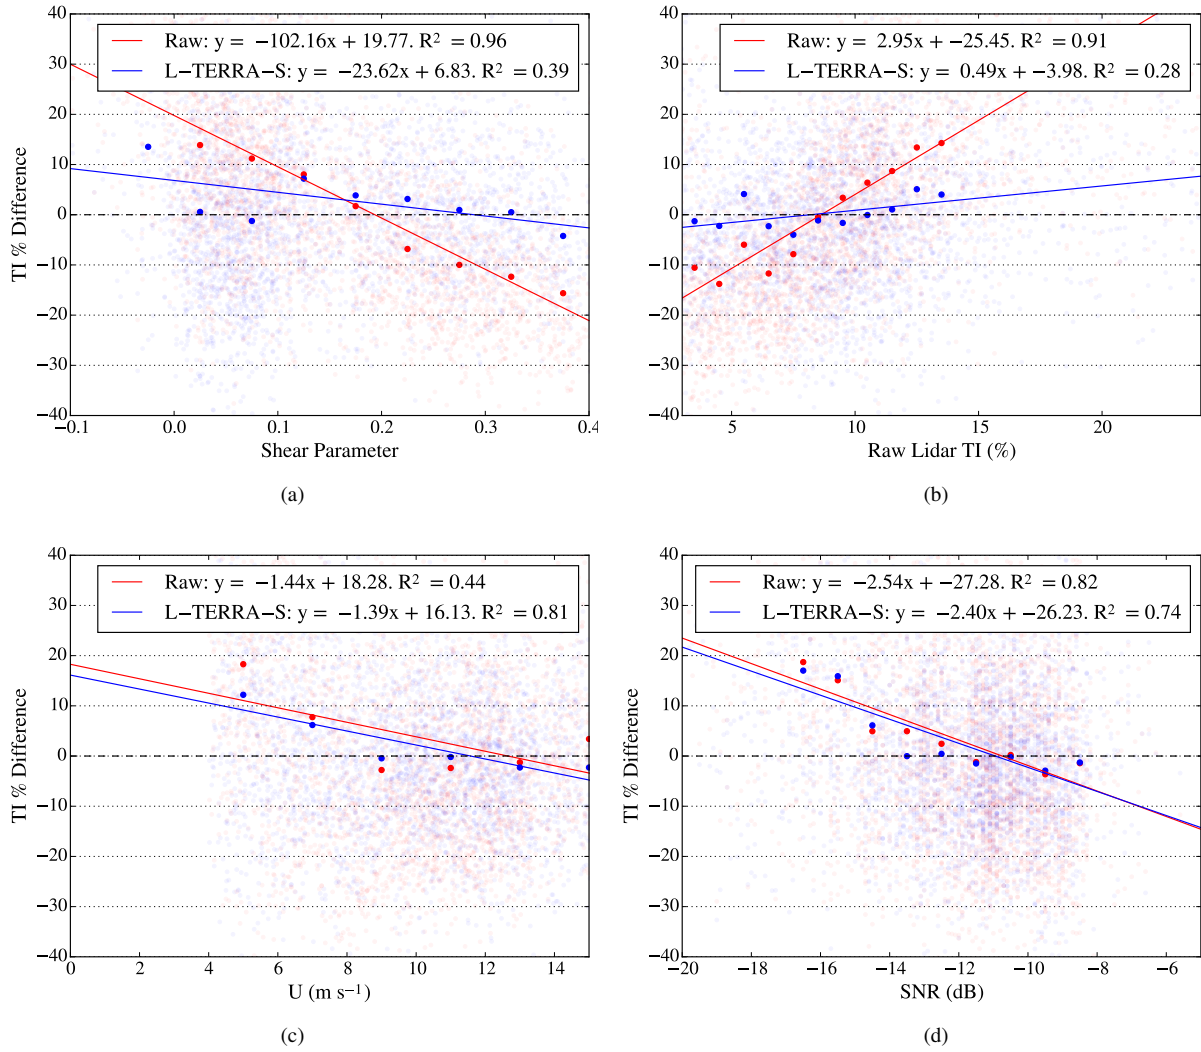 40
30
20
10
0
−10
−20
−30
−40
TI % Difference
Raw: y = −102.16x + 19.77. R² = 0.96
L−TERRA−S: y = −23.62x + 6.83. R² = 0.39
−0.1 0.0 0.1 0.2 0.3 0.4
Shear Parameter
(a)
40
30
20
10
0
−10
−20
−30
−40
TI % Difference
Raw: y = 2.95x + −25.45. R² = 0.91
L−TERRA−S: y = 0.49x + −3.98. R² = 0.28
5 10 15 20
Raw Lidar TI (%)
(b)
40
30
20
10
0
−10
−20
−30
−40
TI % Difference
Raw: y = −1.44x + 18.28. R² = 0.44
L−TERRA−S: y = −1.39x + 16.13. R² = 0.81
0 2 4 6 8 10 12 14
U (m s⁻¹)
(c)
40
30
20
10
0
−10
−20
−30
−40
TI % Difference
Raw: y = −2.54x + −27.28. R² = 0.82
L−TERRA−S: y = −2.40x + −26.23. R² = 0.74
−20 −18 −16 −14 −12 −10 −8 −6
SNR (dB)
(d)